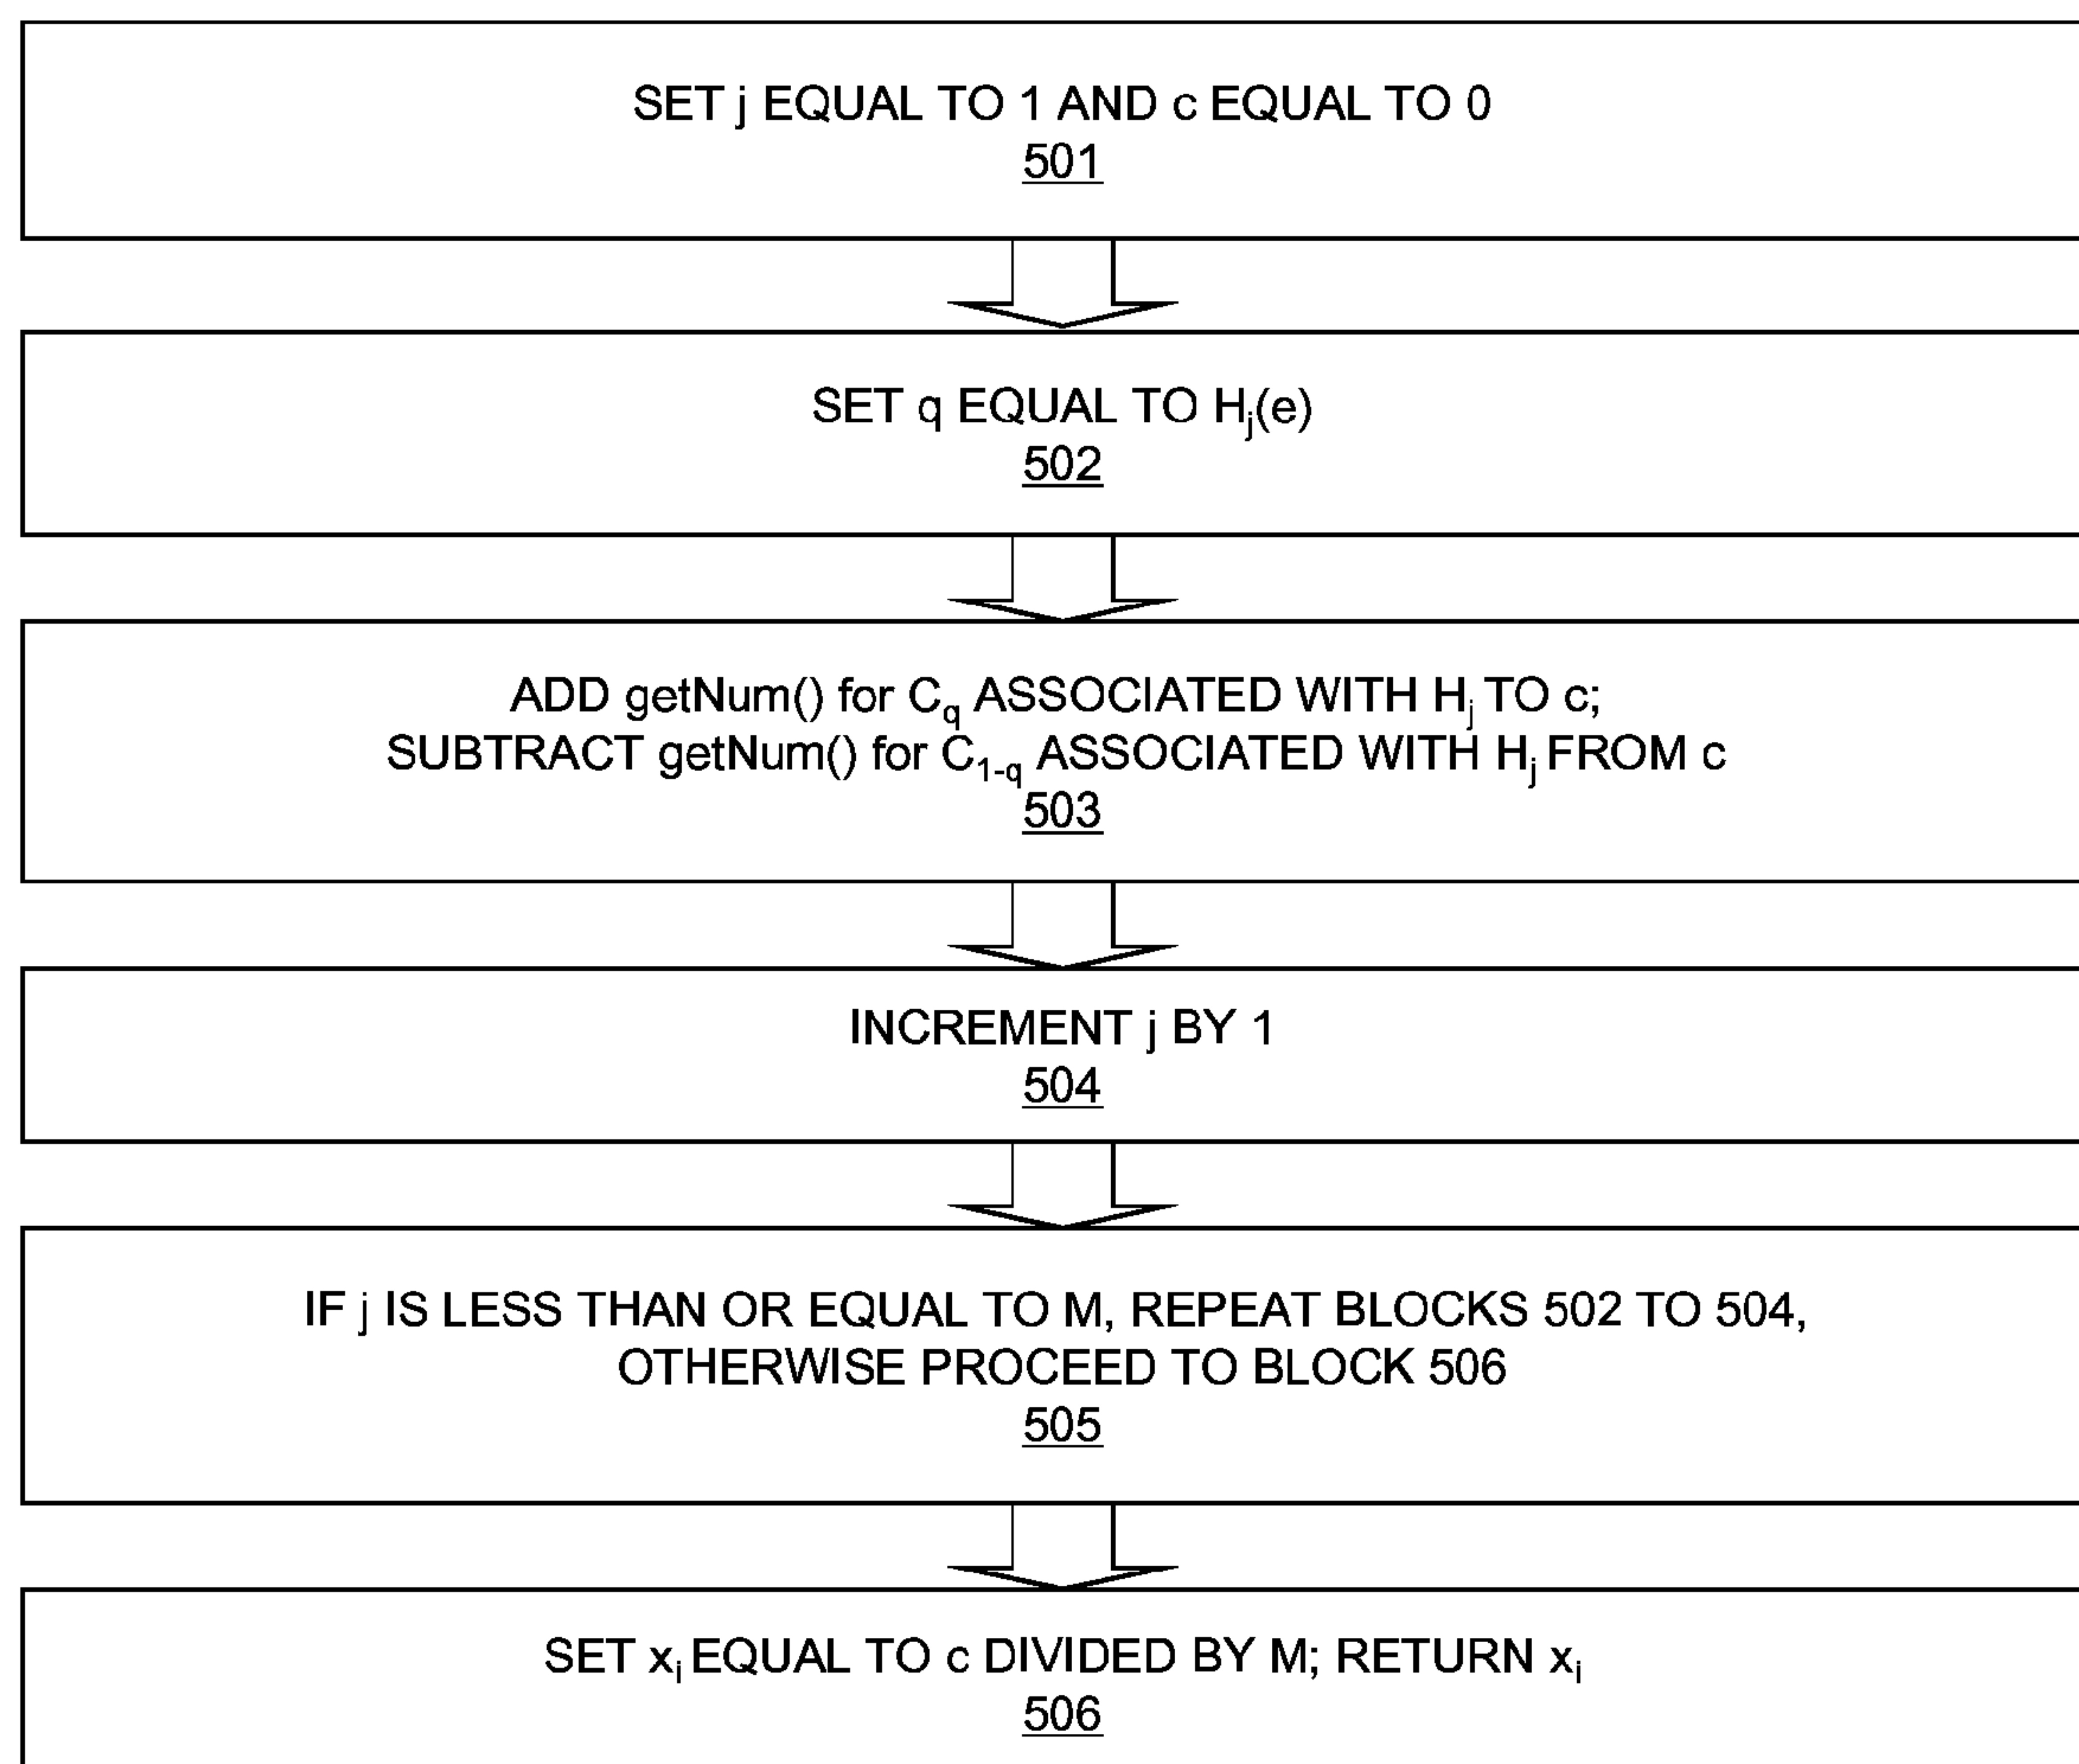 SET j EQUAL TO 1 AND c EQUAL TO 0
501
SET q EQUAL TO Hj(e)
502
ADD getNum() for Cq ASSOCIATED WITH Hj TO c;
SUBTRACT getNum() for C1-q ASSOCIATED WITH Hj FROM c
503
INCREMENT j BY 1
504
IF j IS LESS THAN OR EQUAL TO M, REPEAT BLOCKS 502 TO 504,
OTHERWISE PROCEED TO BLOCK 506
505
SET xi EQUAL TO c DIVIDED BY M; RETURN xi
506